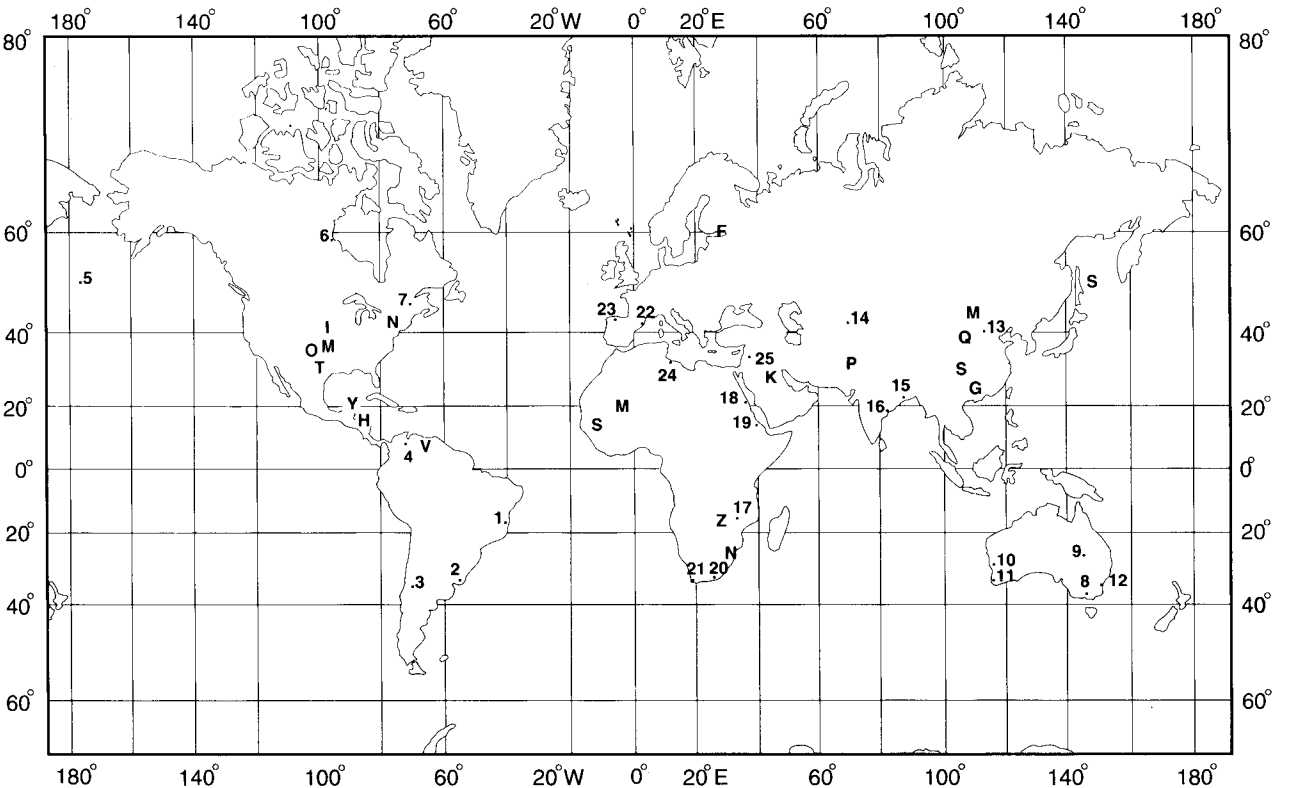 180° 140° 100° 60° 20°W 0° 20°E 60° 100° 140° 180°
80° 80°
60° 6. F 60°
.5 S
7. 23 22 M
I N .14 .13
40° 40°
O M Q
T 24 25 P S
K 15 G
Y 18 16
20° M 20°
H S 19
4 V
0° 0°
1. Z 17
20° 20°
N 9.
2 21 20 .10
.3 .11 8 12
40° 40°
60° 60°
180° 140° 100° 60° 20°W 0° 20°E 60° 100° 140° 180°